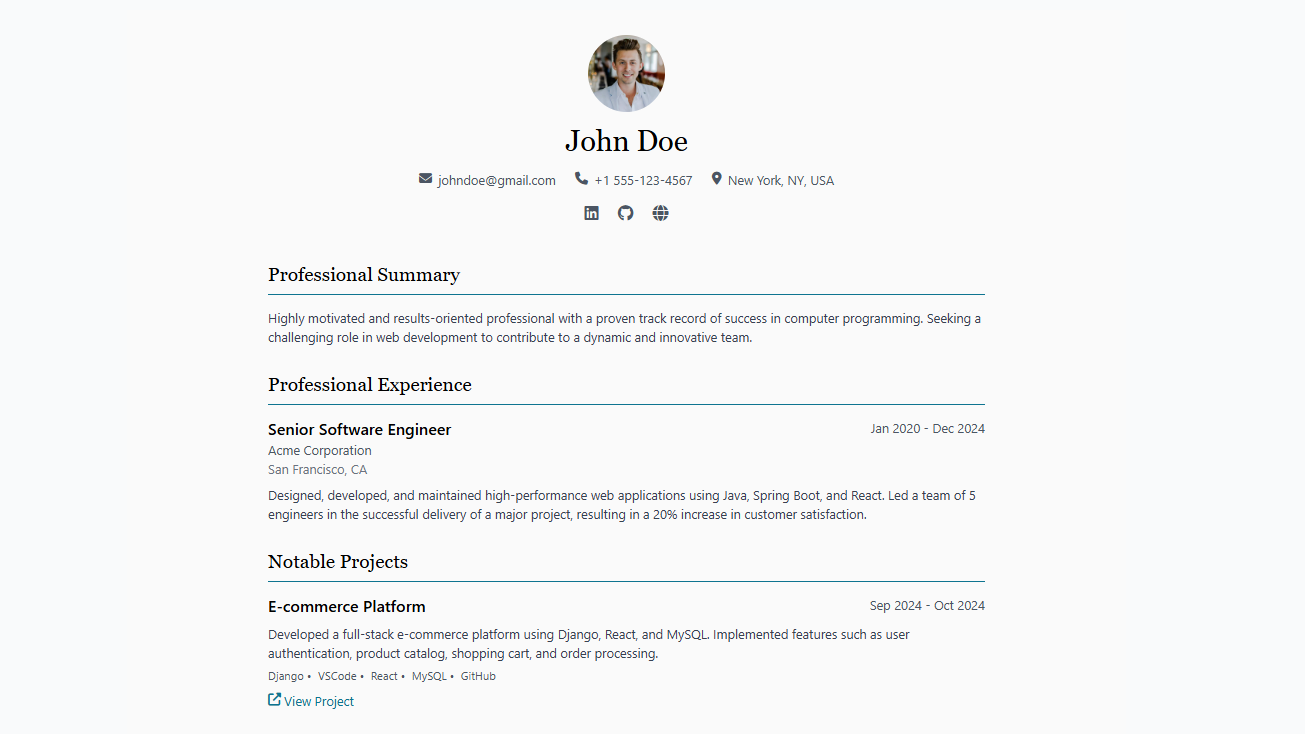 John Doe
johndoe@gmail.com +1 555-123-4567 New York, NY, USA
Professional Summary
Highly motivated and results-oriented professional with a proven track record of success in computer programming. Seeking a
challenging role in web development to contribute to a dynamic and innovative team.
Professional Experience
Senior Software Engineer Jan 2020 - Dec 2024
Acme Corporation
San Francisco, CA
Designed, developed, and maintained high-performance web applications using Java, Spring Boot, and React. Led a team of 5
engineers in the successful delivery of a major project, resulting in a 20% increase in customer satisfaction.
Notable Projects
E-commerce Platform Sep 2024 - Oct 2024
Developed a full-stack e-commerce platform using Django, React, and MySQL. Implemented features such as user
authentication, product catalog, shopping cart, and order processing.
Django • VSCode • React • MySQL • GitHub
View Project